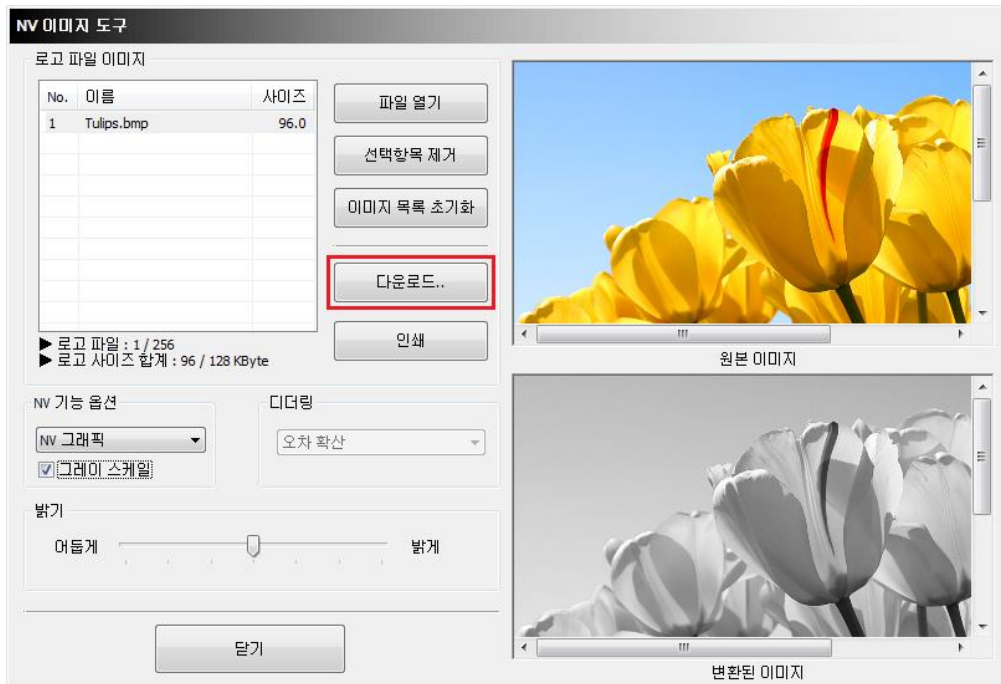 NV 이미지 도구
로고 파일 이미지
No. 이름 사이즈
1 Tulips.bmp 96.0
파일 열기
선택항목 제거
이미지 목록 초기화
다운로드..
인쇄
▶ 로고 파일 : 1 / 256
▶ 로고 사이즈 합계 : 96 / 128 KByte
원본 이미지
NV 기능 옵션
NV 그래픽
그레이 스케일
디더링
오차 확산
밝기
어둡게 밝게
닫기
변환된 이미지